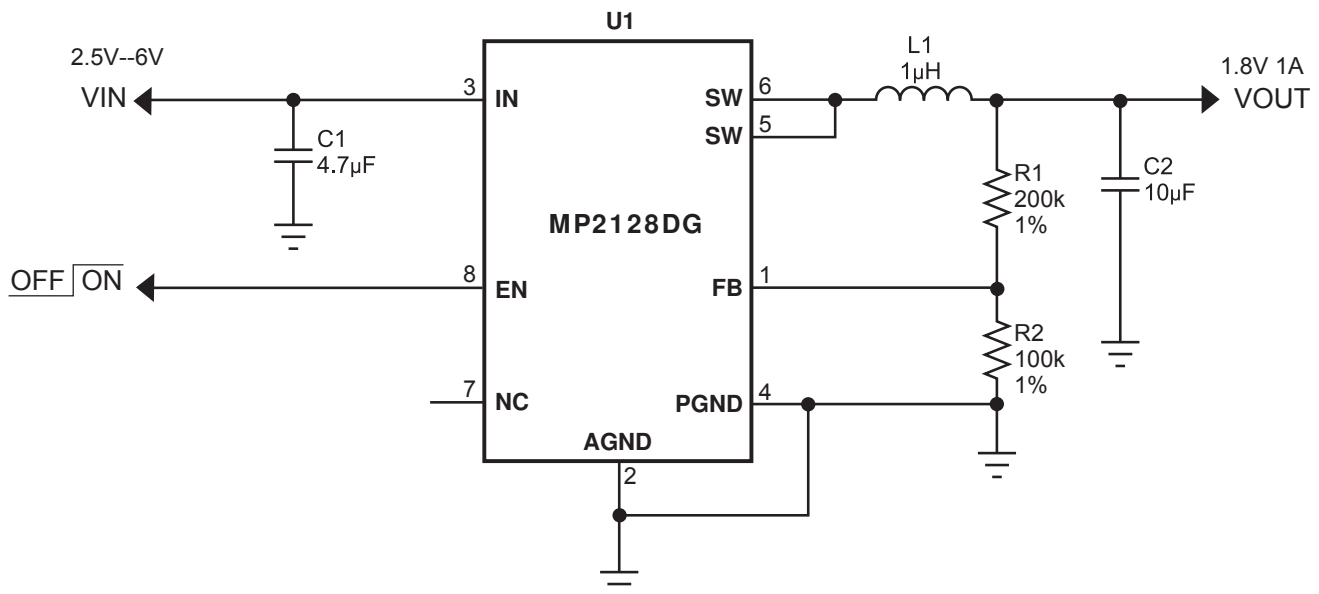 U1
2.5V--6V
VIN
3
IN
C1
4.7µF
OFF ON
8
EN
7
NC
MP2128DG
AGND
2
SW
6
SW
5
FB
1
PGND
4
L1
1µH
1.8V 1A
VOUT
R1
200k
1%
C2
10µF
R2
100k
1%